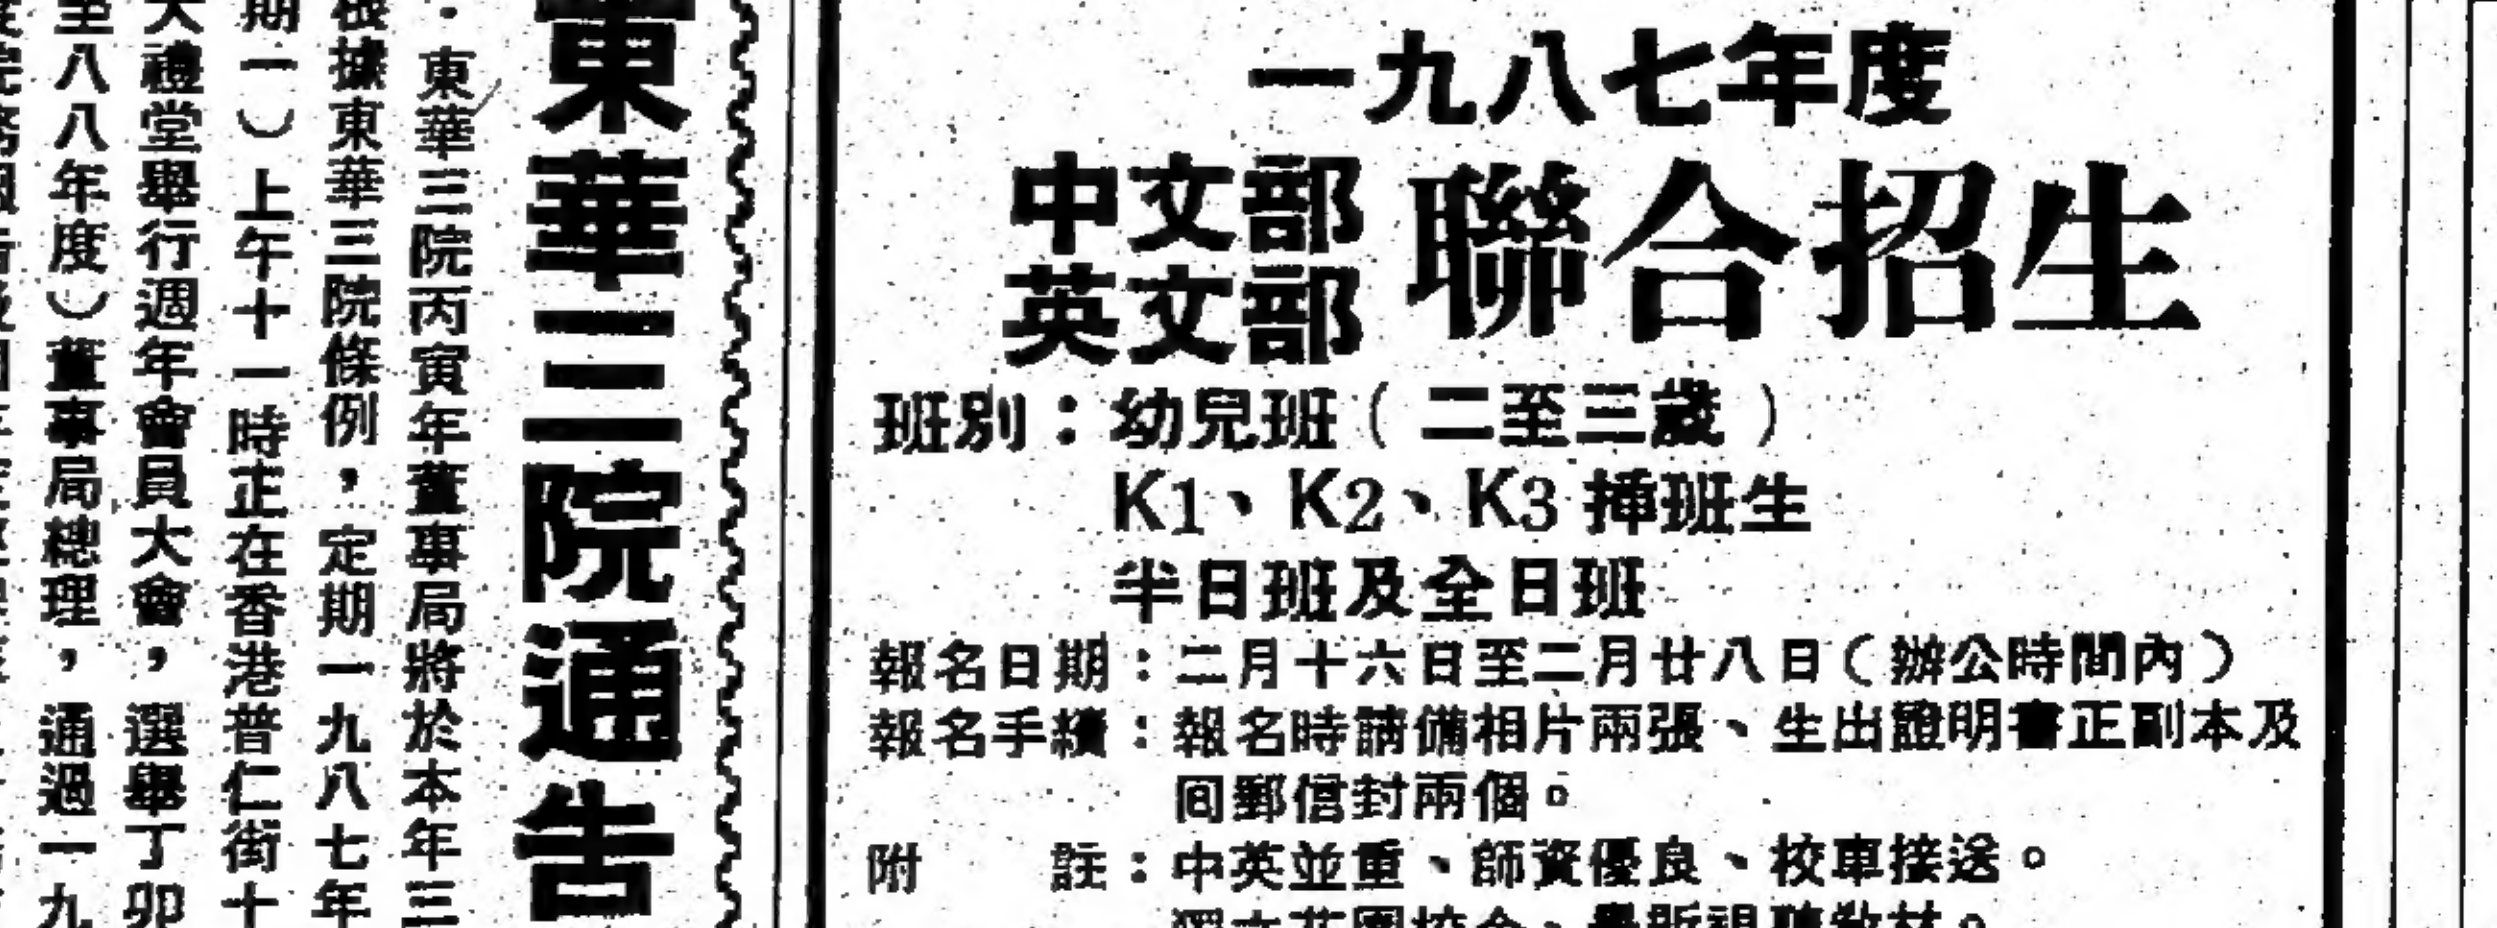 東華三院通告
．東華三院丙寅年董事局將於本年三
根據東華三院條例，定期一九八七年
期一）上午十一時正在香港普仁街十
大禮堂舉行週年會員大會，選舉丁卯
至八八年度）董事局總理，通過一九
一九八七年度
中文部
英文部
聯合招生
班別：幼兒班（二至三歲）
K1、K2、K3 揷班生
半日班及全日班
報名日期：二月十六日至二月廿八日（辦公時間內）
報名手續：報名時請備相片兩張、生出證明書正副本及
回郵信封兩個。
附　　註：中英並重、師資優良、校車接送。